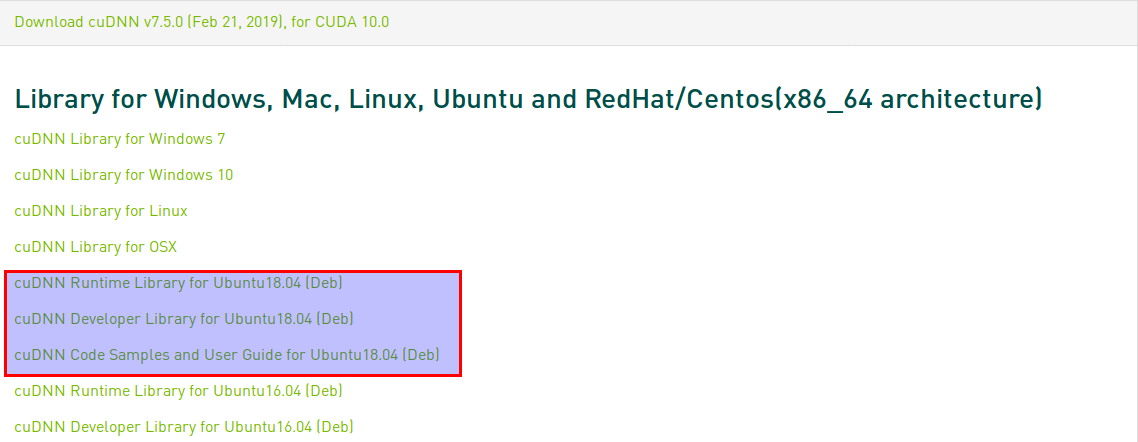 Download cuDNN v7.5.0 (Feb 21, 2019), for CUDA 10.0
Library for Windows, Mac, Linux, Ubuntu and RedHat/Centos(x86_64 architecture)
cuDNN Library for Windows 7
cuDNN Library for Windows 10
cuDNN Library for Linux
cuDNN Library for OSX
cuDNN Runtime Library for Ubuntu18.04 (Deb)
cuDNN Developer Library for Ubuntu18.04 (Deb)
cuDNN Code Samples and User Guide for Ubuntu18.04 (Deb)
cuDNN Runtime Library for Ubuntu16.04 (Deb)
cuDNN Developer Library for Ubuntu16.04 (Deb)